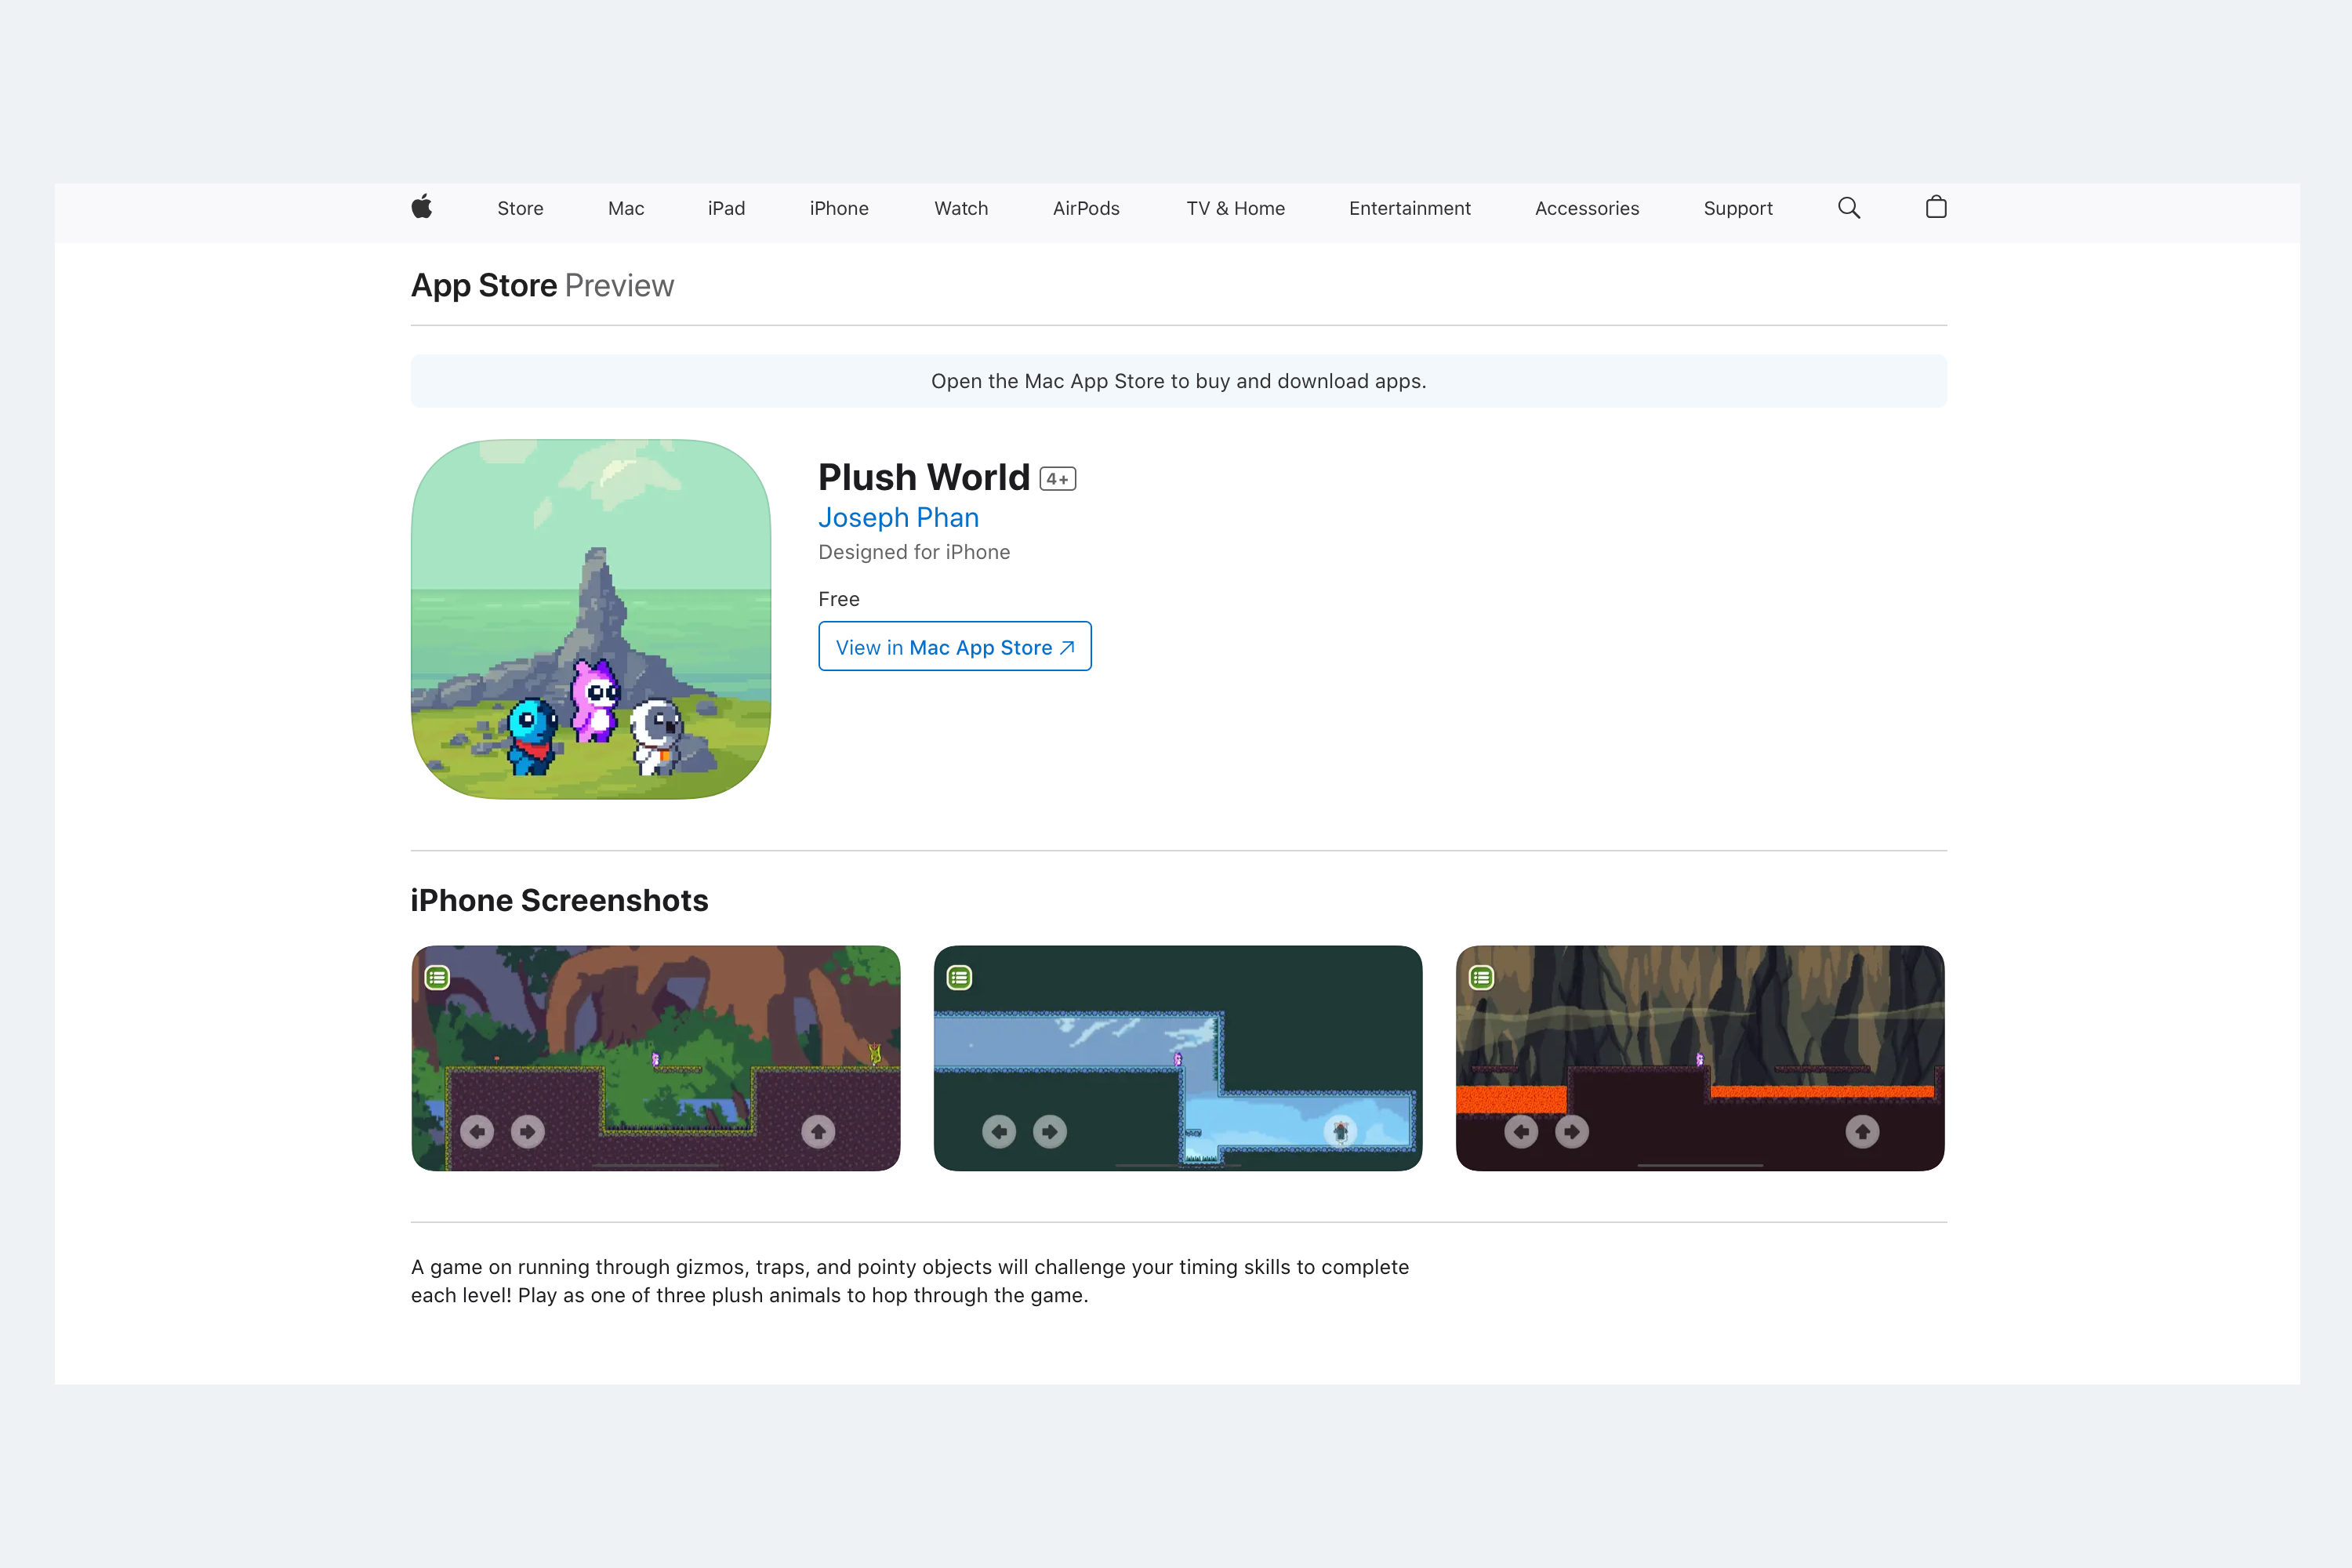 Store Mac iPad iPhone Watch AirPods TV & Home Entertainment Accessories Support
App Store Preview
Open the Mac App Store to buy and download apps.
Plush World 4+
Joseph Phan
Designed for iPhone
Free
View in Mac App Store
iPhone Screenshots
A game on running through gizmos, traps, and pointy objects will challenge your timing skills to complete
each level! Play as one of three plush animals to hop through the game.